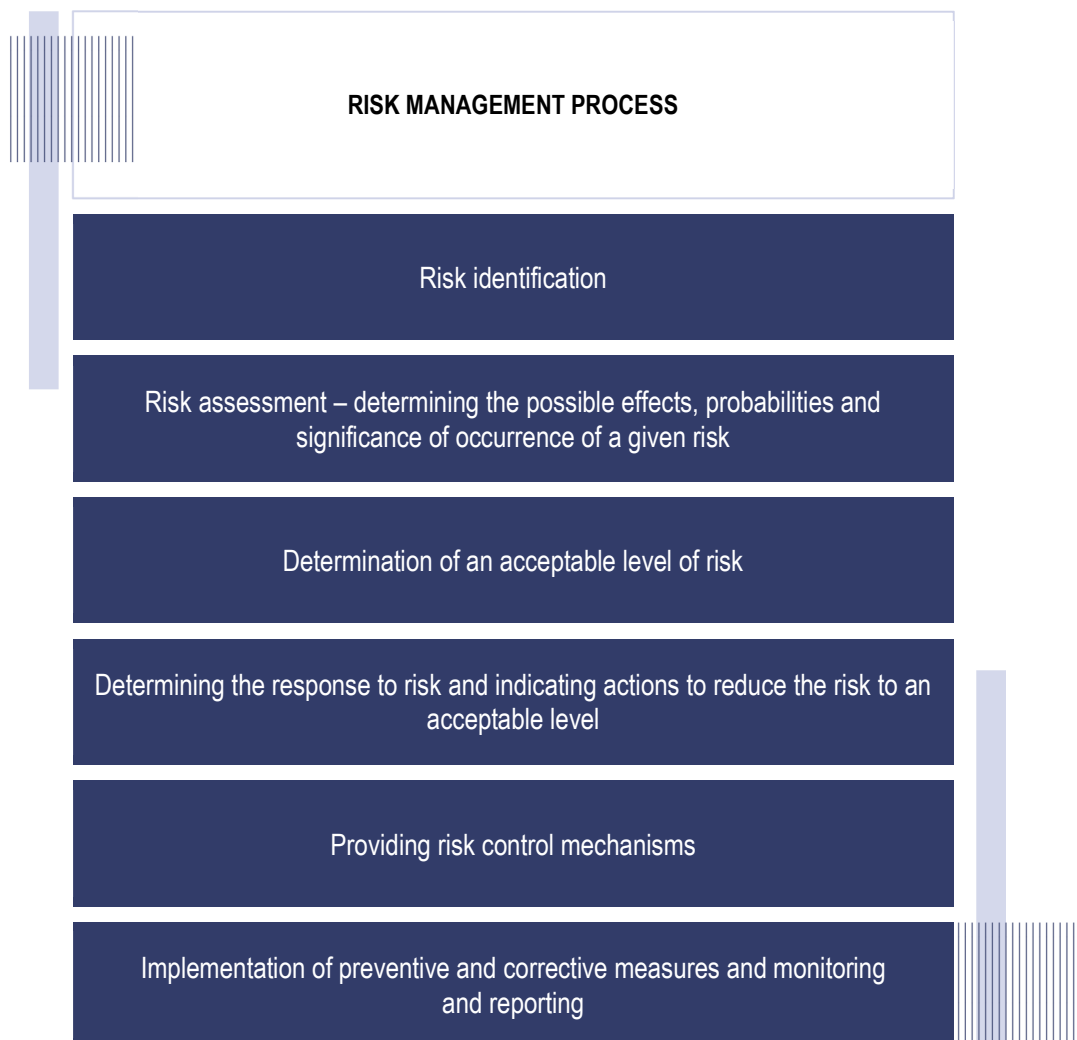 RISK MANAGEMENT PROCESS
Risk identification
Risk assessment – determining the possible effects, probabilities and
significance of occurrence of a given risk
Determination of an acceptable level of risk
Determining the response to risk and indicating actions to reduce the risk to an
acceptable level
Providing risk control mechanisms
Implementation of preventive and corrective measures and monitoring
and reporting